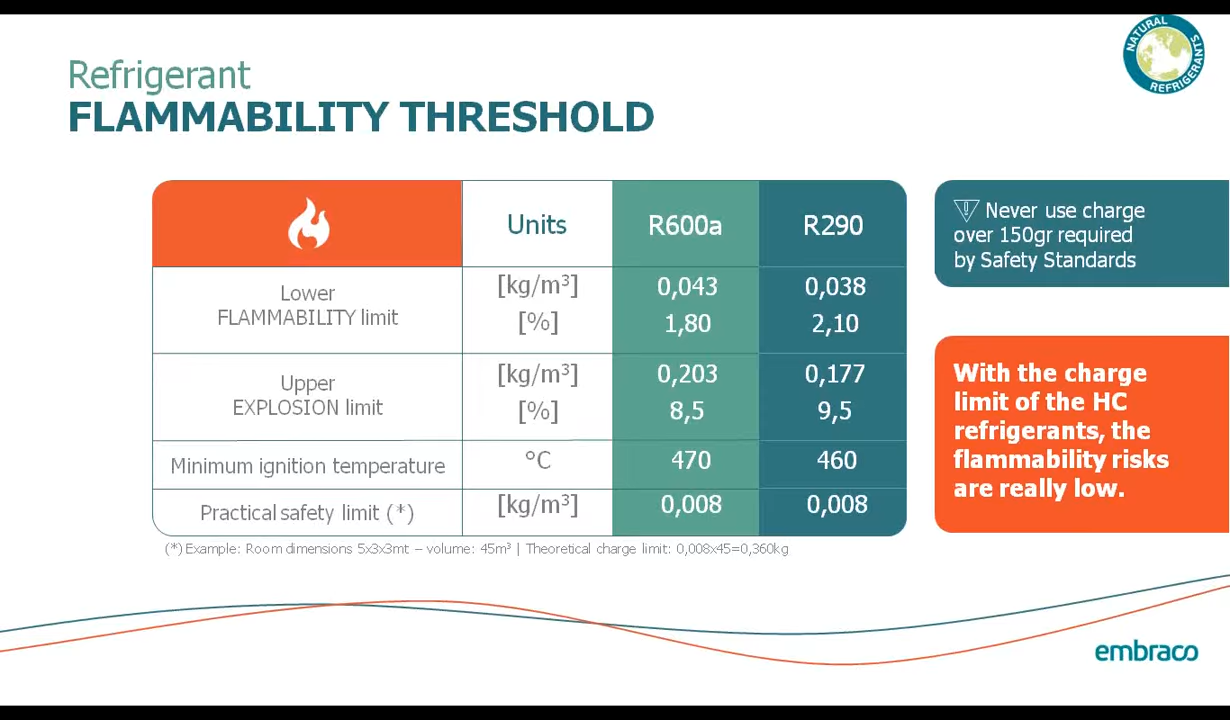 NATURAL REFRIGERANTS
Refrigerant
FLAMMABILITY THRESHOLD
Units R600a R290
Lower
FLAMMABILITY limit
[kg/m³] 0,043 0,038
[%] 1,80 2,10
Upper
EXPLOSION limit
[kg/m³] 0,203 0,177
[%] 8,5 9,5
Minimum ignition temperature °C 470 460
Practical safety limit (*) [kg/m³] 0,008 0,008
(*) Example: Room dimensions 5x3x3mt – volume: 45m³ | Theoretical charge limit: 0,008x45=0,360kg
Never use charge
over 150gr required
by Safety Standards
With the charge
limit of the HC
refrigerants, the
flammability risks
are really low.
embraco